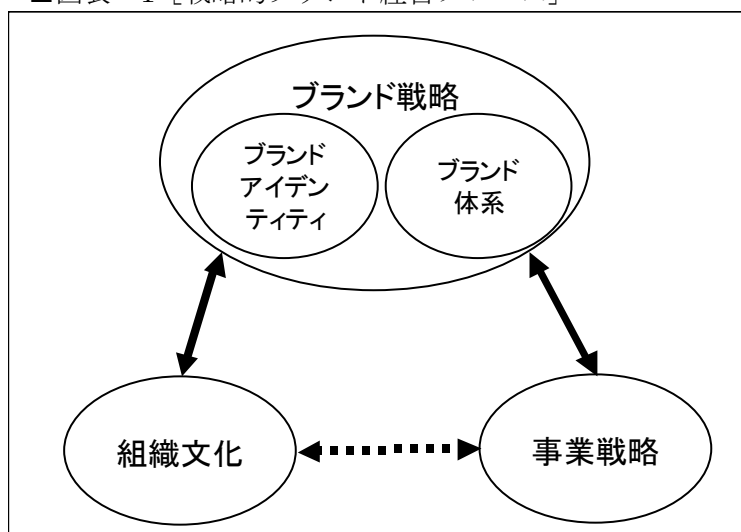 ブランド戦略
ブランド
アイデン
ティティ
ブランド
体系
組織文化
事業戦略